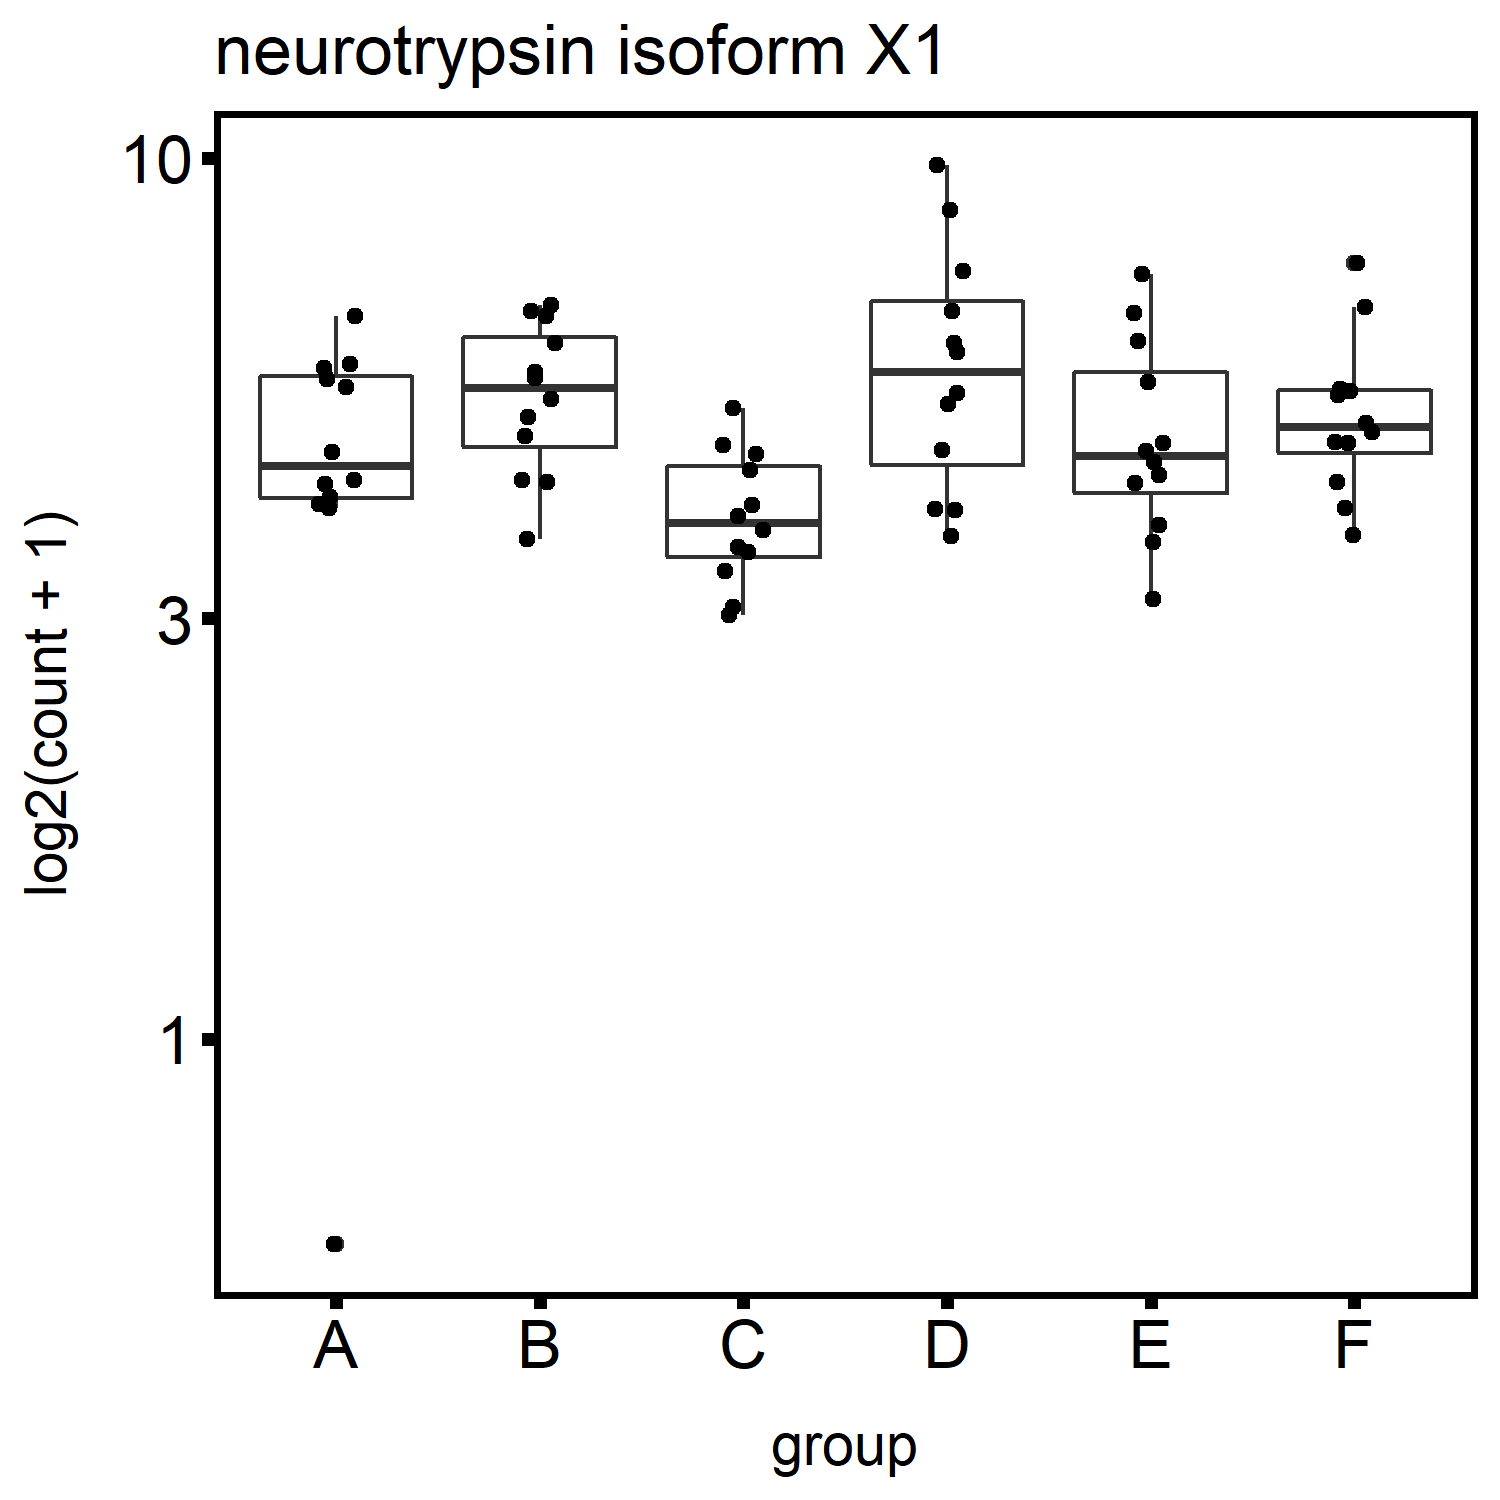 neurotrypsin isoform X1
10
3
1
log2(count + 1)
A B C D E F
group